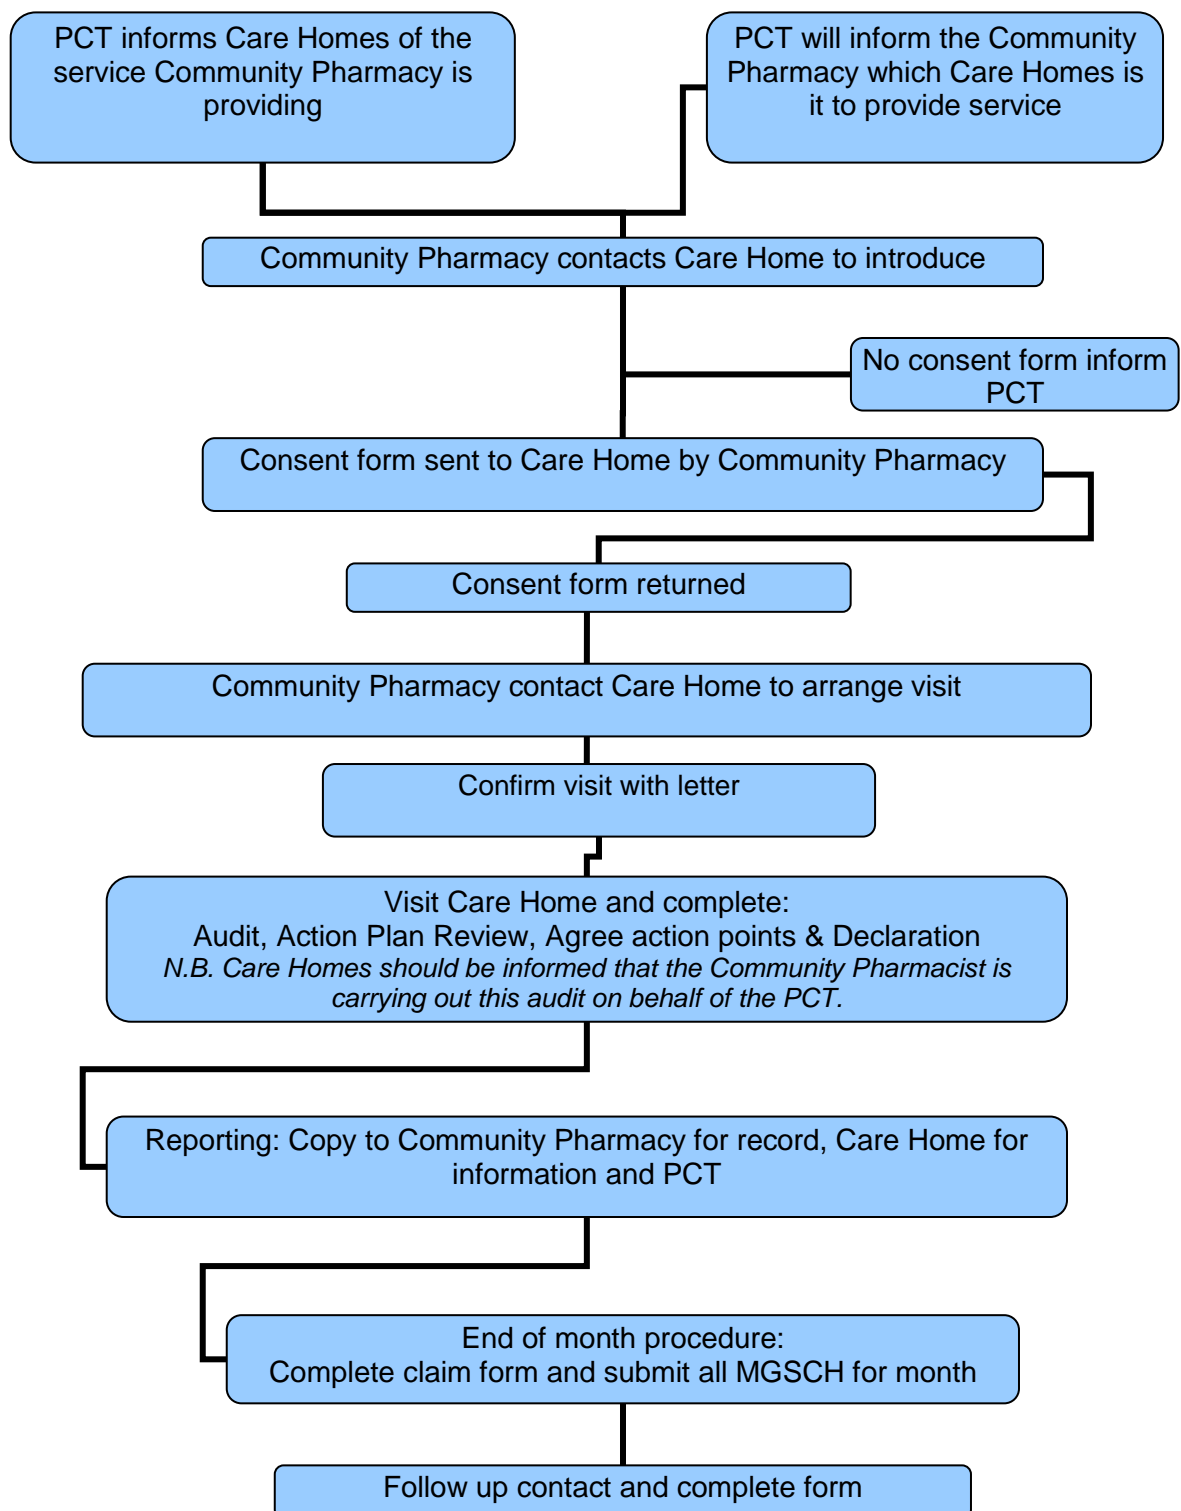 PCT informs Care Homes of the
service Community Pharmacy is
providing
PCT will inform the Community
Pharmacy which Care Homes is
it to provide service
Community Pharmacy contacts Care Home to introduce
No consent form inform
PCT
Consent form sent to Care Home by Community Pharmacy
Consent form returned
Community Pharmacy contact Care Home to arrange visit
Confirm visit with letter
Visit Care Home and complete:
Audit, Action Plan Review, Agree action points & Declaration
N.B. Care Homes should be informed that the Community Pharmacist is
carrying out this audit on behalf of the PCT.
Reporting: Copy to Community Pharmacy for record, Care Home for
information and PCT
End of month procedure:
Complete claim form and submit all MGSCH for month
Follow up contact and complete form